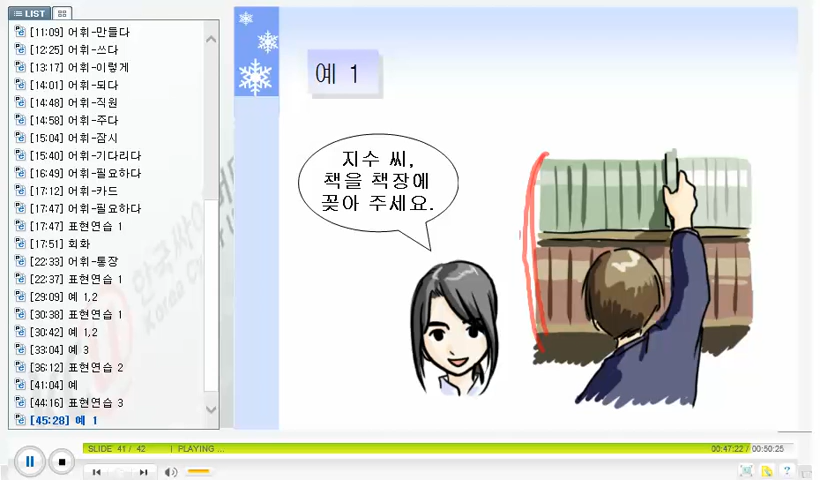 LIST
[11:09] 어휘-만들다
[12:25] 어휘-쓰다
[13:17] 어휘-이렇게
[14:01] 어휘-되다
[14:48] 어휘-직원
[14:58] 어휘-주다
[15:04] 어휘-잠시
[15:40] 어휘-기다리다
[16:49] 어휘-필요하다
[17:12] 어휘-카드
[17:47] 어휘-필요하다
[17:47] 표현연습 1
[17:51] 회화
[22:33] 어휘-통장
[22:37] 표현연습 1
[29:09] 예 1,2
[30:38] 표현연습 1
[30:42] 예 1,2
[33:04] 예 3
[36:12] 표현연습 2
[41:04] 예
[44:16] 표현연습 3
[45:28] 예 1
예 1
지수 씨,
책을 책장에
꽂아 주세요.
SLIDE 41 / 42 | PLAYING ...
00:47:22 / 00:50:25